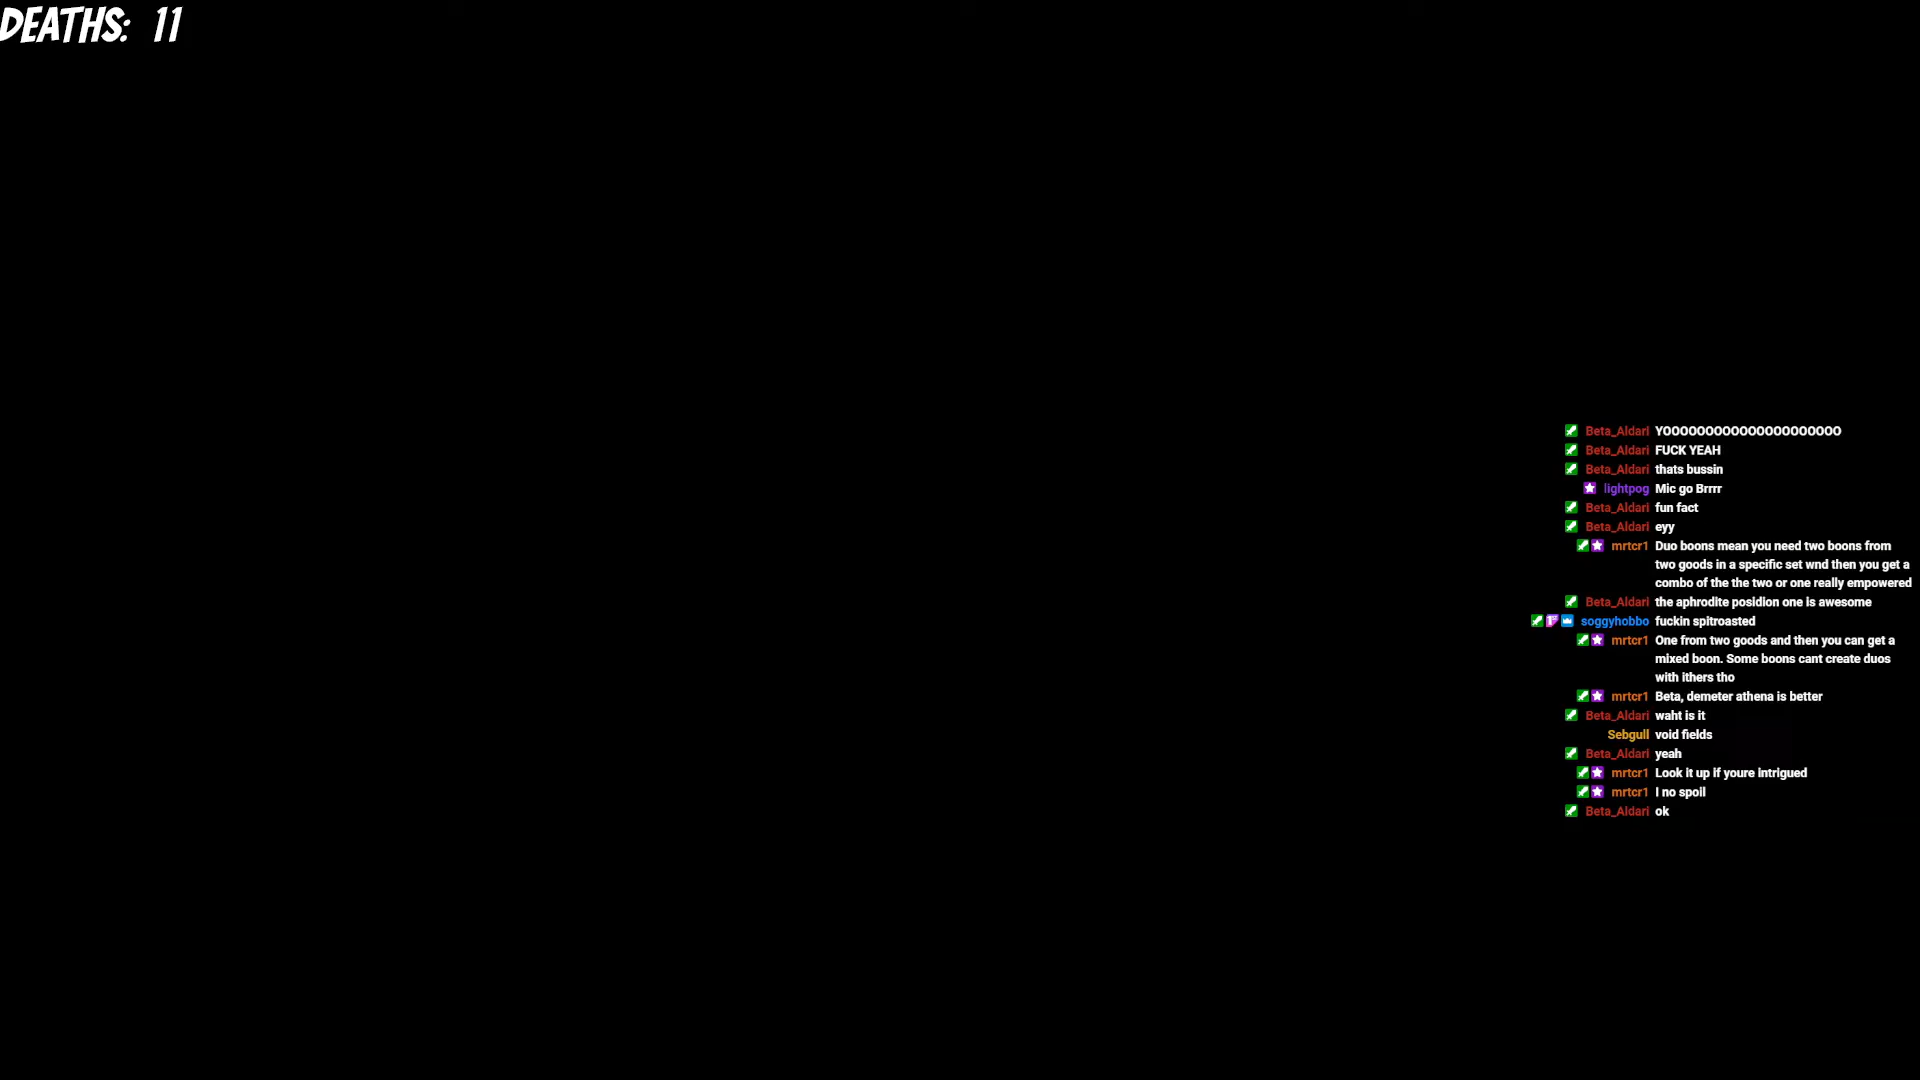 DEATHS: 11
Beta_Aldari YOOOOOOOOOOOOOOOOOOOOO
Beta_Aldari FUCK YEAH
Beta_Aldari thats bussin
lightpog Mic go Brrrr
Beta_Aldari fun fact
Beta_Aldari eyy
mrtcr1 Duo boons mean you need two boons from
two goods in a specific set wnd then you get a
combo of the the two or one really empowered
Beta_Aldari the aphrodite posidion one is awesome
soggyhobbo fuckin spitroasted
mrtcr1 One from two goods and then you can get a
mixed boon. Some boons cant create duos
with ithers tho
mrtcr1 Beta, demeter athena is better
Beta_Aldari waht is it
Sebgull void fields
Beta_Aldari yeah
mrtcr1 Look it up if youre intrigued
mrtcr1 I no spoil
Beta_Aldari ok